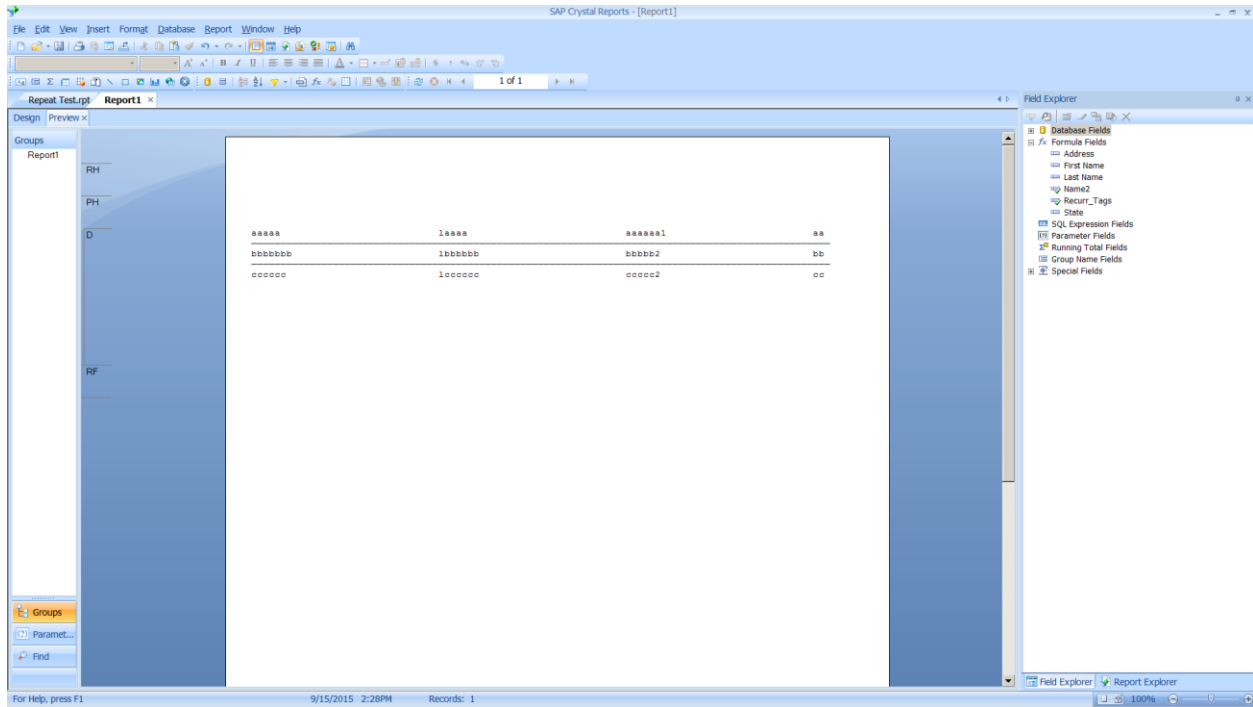 SAP Crystal Reports - [Report1]
File Edit View Insert Format Database Report Window Help
1 of 1
Repeat Test.rpt Report1
Design Preview
Groups
Report1
RH
PH
D
RF
aaaaa 1aaaa aaaaaa1 aa
bbbbbbb 1bbbbbb bbbbb2 bb
cccccc 1cccccc ccccc2 cc
Groups
Paramet...
Find
Field Explorer
Database Fields
Formula Fields
Address
First Name
Last Name
Name2
Recurr_Tags
State
SQL Expression Fields
Parameter Fields
Running Total Fields
Group Name Fields
Special Fields
Field Explorer Report Explorer
For Help, press F1 9/15/2015 2:28PM Records: 1 100%